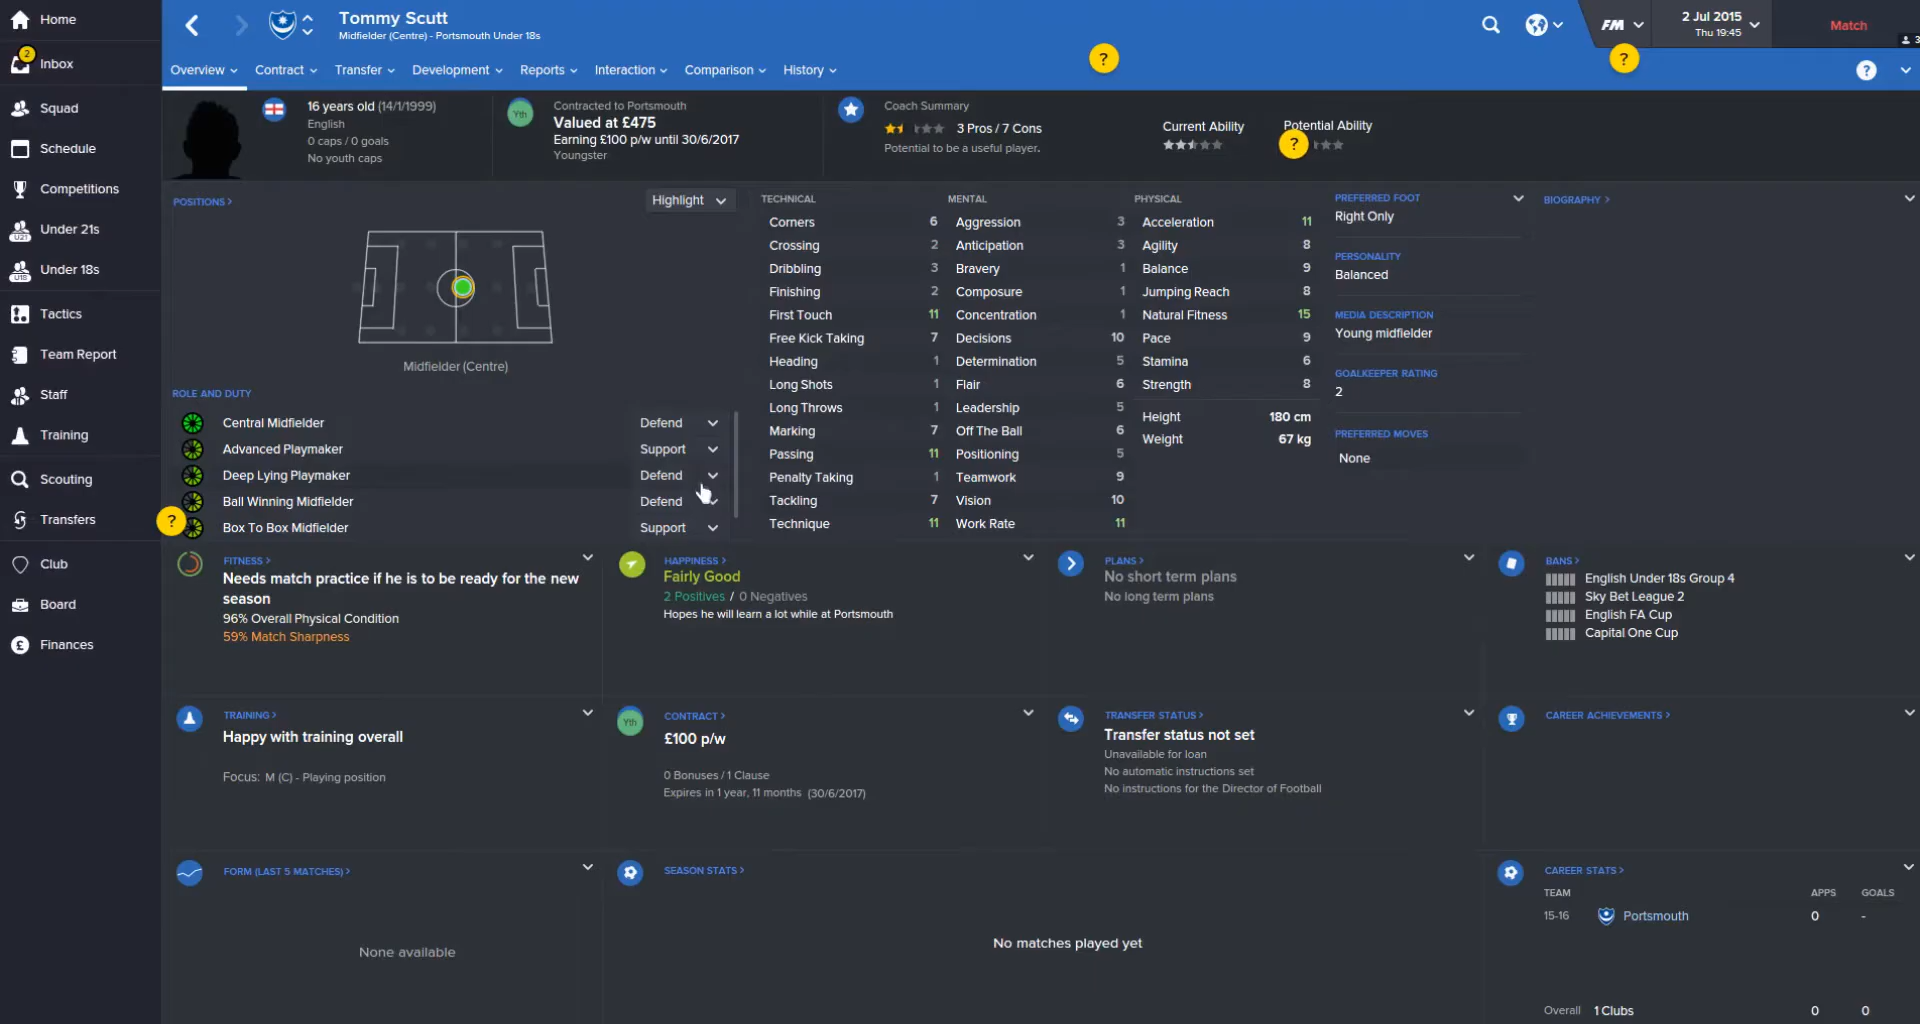 Home
2
Inbox
Squad
Schedule
Competitions
Under 21s
Under 18s
Tactics
Team Report
Staff
Training
Scouting
Transfers
Club
Board
Finances
Tommy Scutt
Midfielder (Centre) - Portsmouth Under 18s
FM
2 Jul 2015
Thu 19:45
Match
3
Overview
Contract
Transfer
Development
Reports
Interaction
Comparison
History
?
?
?
16 years old (14/1/1999)
English
0 caps / 0 goals
No youth caps
Yth
Contracted to Portsmouth
Valued at £475
Earning £100 p/w until 30/6/2017
Youngster
Coach Summary
3 Pros / 7 Cons
Potential to be a useful player.
Current Ability
Potential Ability
?
POSITIONS >
Highlight
Midfielder (Centre)
ROLE AND DUTY
Central Midfielder Defend
Advanced Playmaker Support
Deep Lying Playmaker Defend
Ball Winning Midfielder Defend
? Box To Box Midfielder Support
TECHNICAL
Corners 6
Crossing 2
Dribbling 3
Finishing 2
First Touch 11
Free Kick Taking 7
Heading 1
Long Shots 1
Long Throws 1
Marking 7
Passing 11
Penalty Taking 1
Tackling 7
Technique 11
MENTAL
Aggression 3
Anticipation 3
Bravery 1
Composure 1
Concentration 1
Decisions 10
Determination 5
Flair 6
Leadership 5
Off The Ball 6
Positioning 5
Teamwork 9
Vision 10
Work Rate 11
PHYSICAL
Acceleration 11
Agility 8
Balance 9
Jumping Reach 8
Natural Fitness 15
Pace 9
Stamina 6
Strength 8
Height 180 cm
Weight 67 kg
PREFERRED FOOT
Right Only
PERSONALITY
Balanced
MEDIA DESCRIPTION
Young midfielder
GOALKEEPER RATING
2
PREFERRED MOVES
None
BIOGRAPHY >
FITNESS >
Needs match practice if he is to be ready for the new
season
96% Overall Physical Condition
59% Match Sharpness
HAPPINESS >
Fairly Good
2 Positives / 0 Negatives
Hopes he will learn a lot while at Portsmouth
PLANS >
No short term plans
No long term plans
BANS >
English Under 18s Group 4
Sky Bet League 2
English FA Cup
Capital One Cup
TRAINING >
Happy with training overall
Focus: M (C) - Playing position
Yth
CONTRACT >
£100 p/w
0 Bonuses / 1 Clause
Expires in 1 year, 11 months (30/6/2017)
TRANSFER STATUS >
Transfer status not set
Unavailable for loan
No automatic instructions set
No instructions for the Director of Football
CAREER ACHIEVEMENTS >
FORM (LAST 5 MATCHES) >
None available
SEASON STATS >
No matches played yet
CAREER STATS >
TEAM APPS GOALS
15-16 Portsmouth 0 -
Overall 1 Clubs 0 0